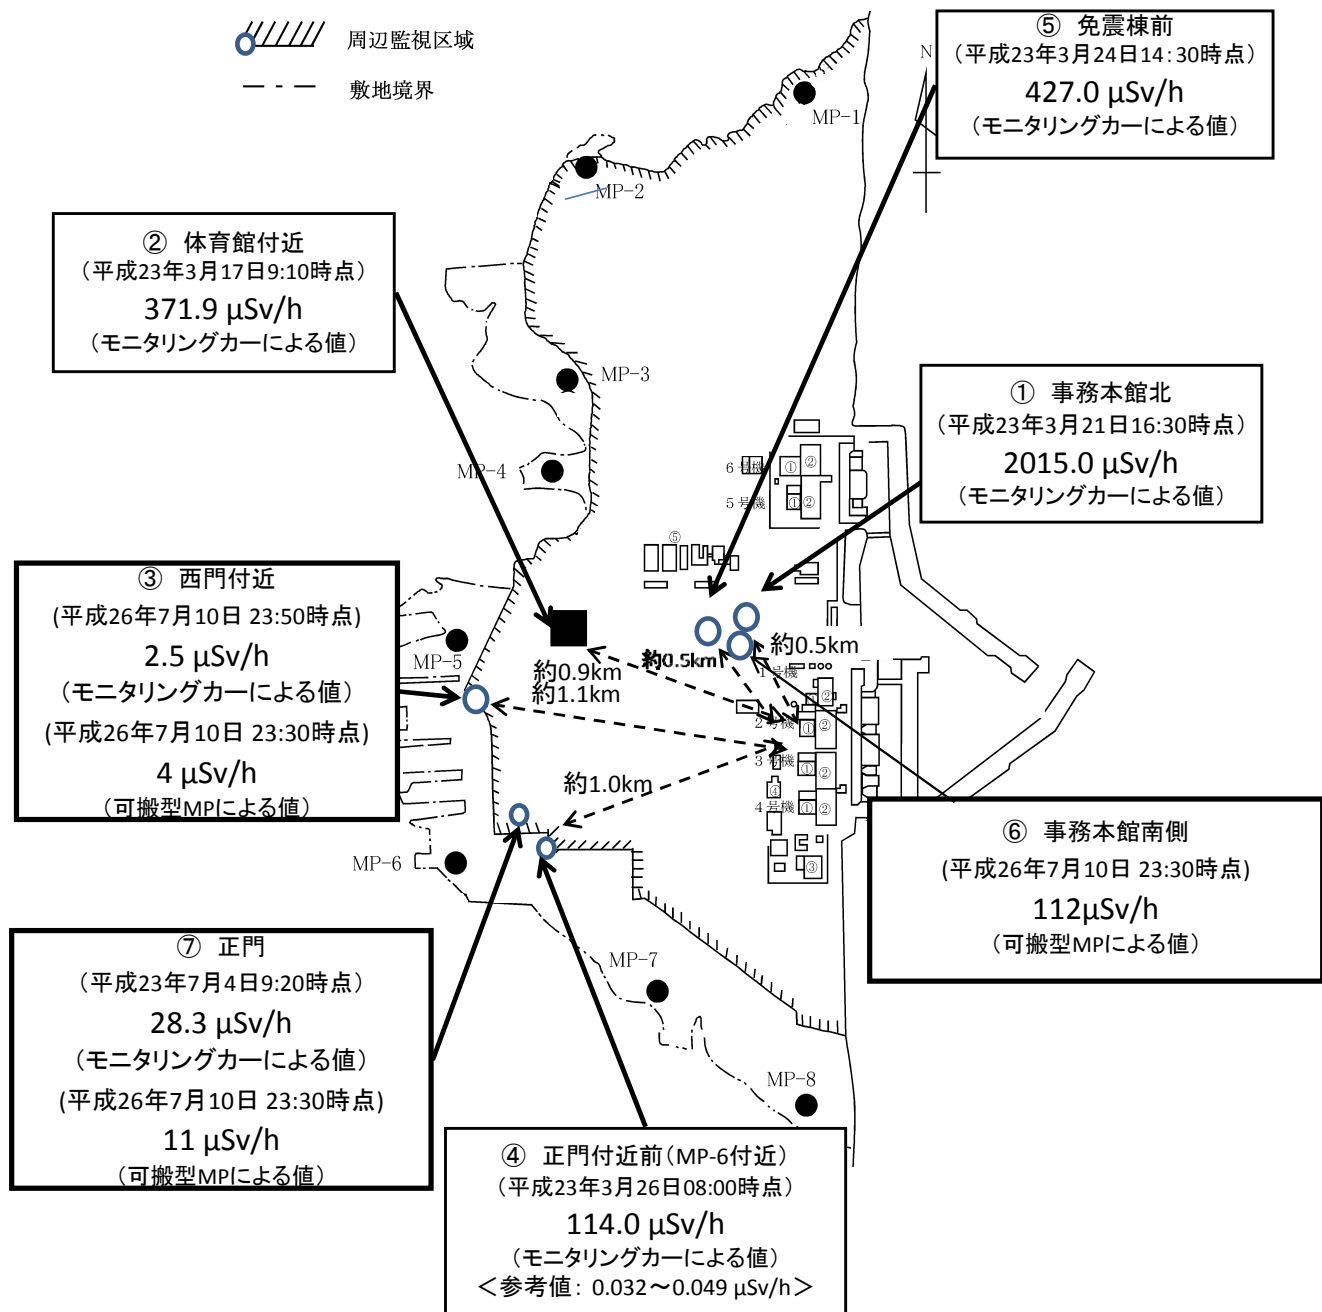 周辺監視区域
敷地境界
⑤ 免震棟前
（平成23年3月24日14：30時点）
427.0 μSv/h
（モニタリングカーによる値）
N
MP-1
MP-2
② 体育館付近
（平成23年3月17日9:10時点）
371.9 μSv/h
（モニタリングカーによる値）
MP-3
① 事務本館北
（平成23年3月21日16:30時点）
2015.0 μSv/h
（モニタリングカーによる値）
MP-4
6号機
①
②
5号機
①
②
⑤
③ 西門付近
(平成26年7月10日 23:50時点)
2.5 μSv/h
（モニタリングカーによる値）
(平成26年7月10日 23:30時点)
4 μSv/h
（可搬型MPによる値）
MP-5
約0.9km
約1.1km
約0.5km
約0.5km
1号機
②
2号機
①
②
3号機
①
②
約1.0km
④
4号機
①
②
③
MP-6
⑥ 事務本館南側
(平成26年7月10日 23:30時点)
112μSv/h
（可搬型MPによる値）
⑦ 正門
（平成23年7月4日9:20時点）
28.3 μSv/h
（モニタリングカーによる値）
(平成26年7月10日 23:30時点)
11 μSv/h
（可搬型MPによる値）
MP-7
MP-8
④ 正門付近前（MP-6付近）
（平成23年3月26日08:00時点）
114.0 μSv/h
（モニタリングカーによる値）
＜参考値： 0.032～0.049 μSv/h＞